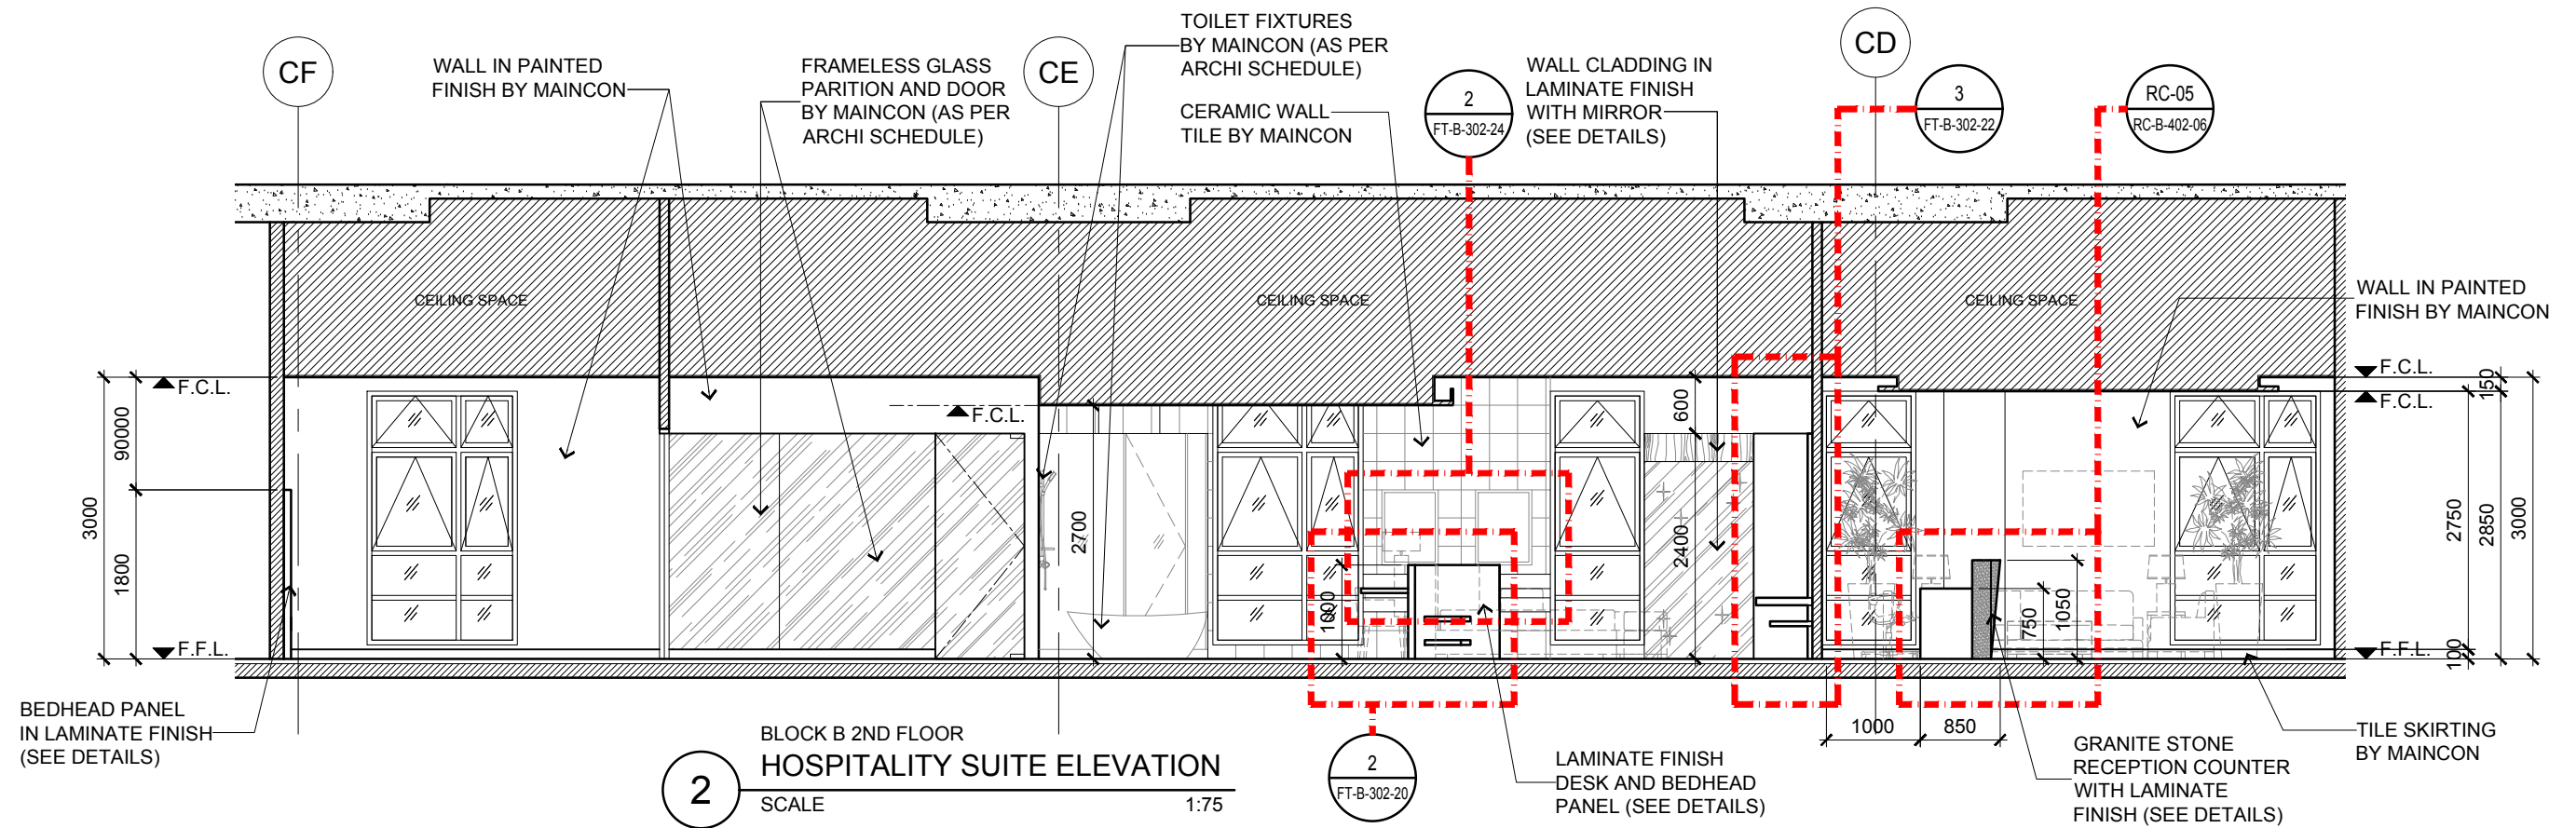 CF
WALL IN PAINTED
FINISH BY MAINCON
FRAMELESS GLASS
PARITION AND DOOR
BY MAINCON (AS PER
ARCHI SCHEDULE)
CE
TOILET FIXTURES
BY MAINCON (AS PER
ARCHI SCHEDULE)
CERAMIC WALL
TILE BY MAINCON
2
FT-B-302-24
WALL CLADDING IN
LAMINATE FINISH
WITH MIRROR
(SEE DETAILS)
CD
3
FT-B-302-22
RC-05
RC-B-402-06
CEILING SPACE
CEILING SPACE
CEILING SPACE
WALL IN PAINTED
FINISH BY MAINCON
F.C.L.
F.C.L.
F.C.L.
F.C.L.
3000
90000
1800
2700
1000
600
2400
750
1050
150
2750
2850
3000
100
F.F.L.
F.F.L.
1000
850
BEDHEAD PANEL
IN LAMINATE FINISH
(SEE DETAILS)
2
BLOCK B 2ND FLOOR
HOSPITALITY SUITE ELEVATION
SCALE
1:75
2
FT-B-302-20
LAMINATE FINISH
DESK AND BEDHEAD
PANEL (SEE DETAILS)
GRANITE STONE
RECEPTION COUNTER
WITH LAMINATE
FINISH (SEE DETAILS)
TILE SKIRTING
BY MAINCON